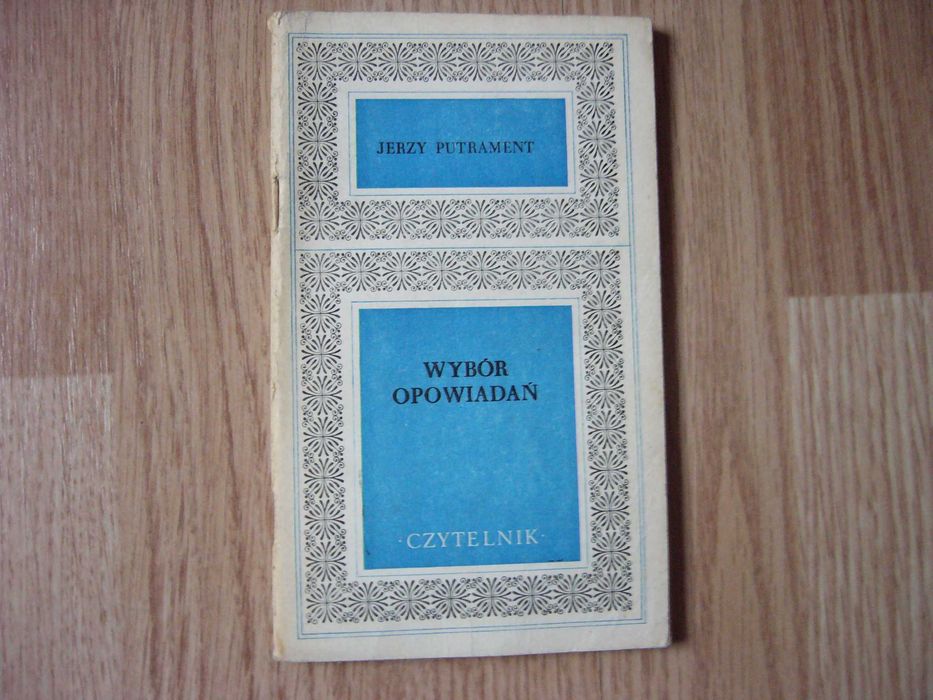 JERZY PUTRAMENT
WYBÓR
OPOWIADAŃ
·CZYTELNIK·